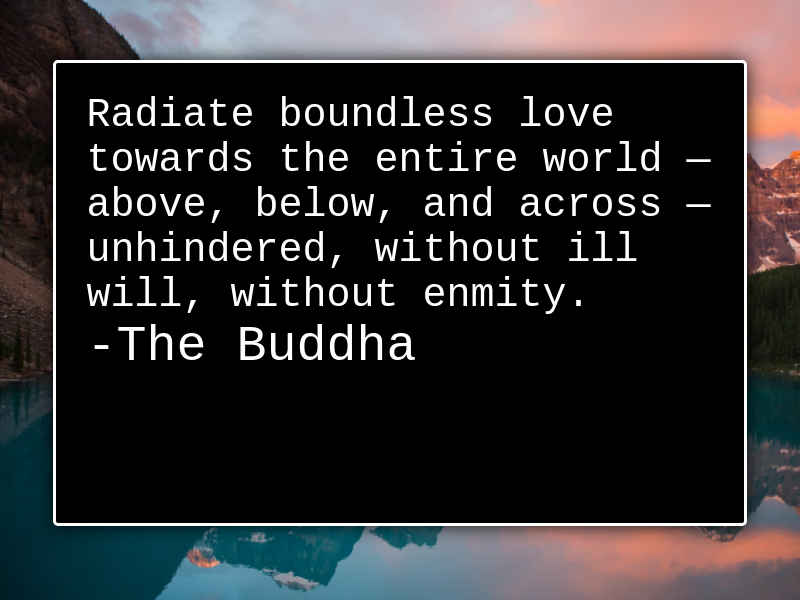 Radiate boundless love
towards the entire world —
above, below, and across —
unhindered, without ill
will, without enmity.
-The Buddha